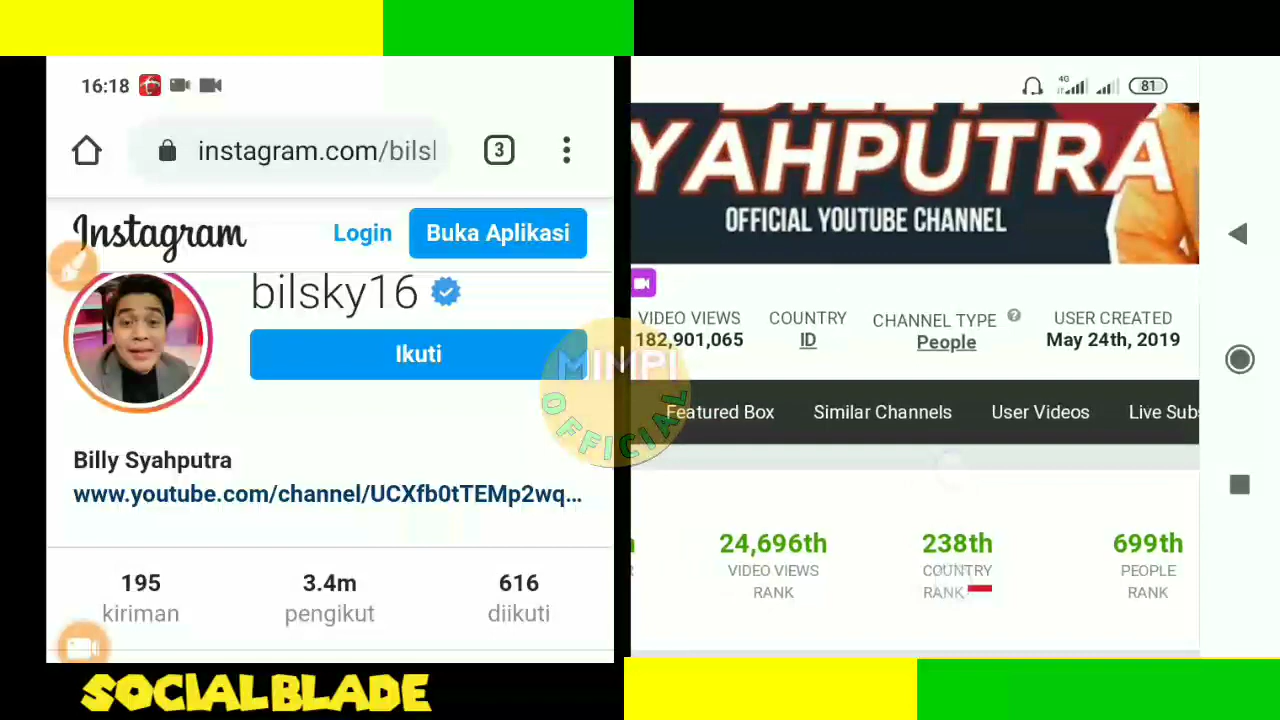 16:18
4G
81
instagram.com/bilsl
3
Instagram
Login
Buka Aplikasi
bilsky16
Ikuti
Billy Syahputra
www.youtube.com/channel/UCXfb0tTEMp2wq...
195
3.4m
616
kiriman
pengikut
diikuti
YAHPUTRA
OFFICIAL YOUTUBE CHANNEL
VIDEO VIEWS
182,901,065
COUNTRY
ID
CHANNEL TYPE
People
USER CREATED
May 24th, 2019
Featured Box
Similar Channels
User Videos
Live Subs
24,696th
VIDEO VIEWS
RANK
238th
COUNTRY
RANK
699th
PEOPLE
RANK
MIMPI
OFFICIAL
SOCIALBLADE